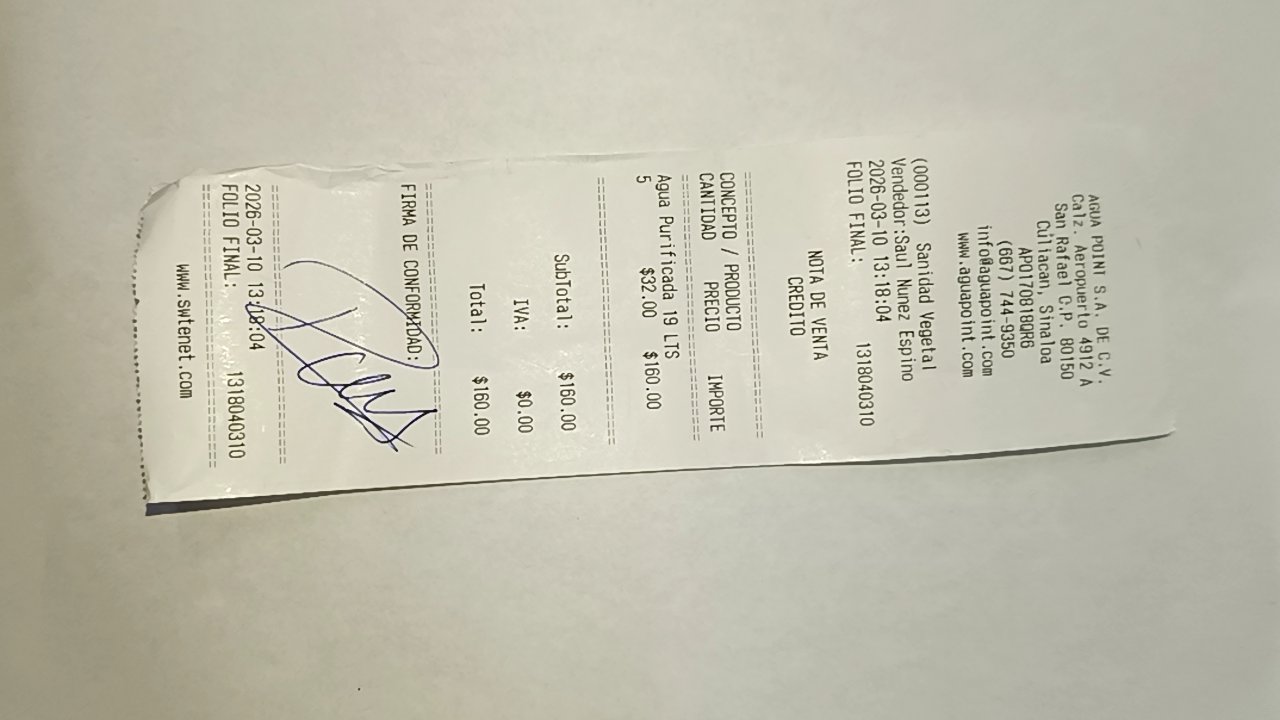 AGUA POINT S.A. DE C.V.
Calz. Aeropuerto 4912 A
San Rafael C.P. 80150
Culiacan, Sinaloa
APO170818QR6
(667) 744-9350
info@aguapoint.com
www.aguapoint.com
(000113) Sanidad Vegetal
Vendedor:Saul Nunez Espino
2026-03-10 13:18:04
FOLIO FINAL: 1318040310
NOTA DE VENTA
CREDITO
CONCEPTO / PRODUCTO
CANTIDAD PRECIO IMPORTE
Agua Purificada 19 LTS
5 $32.00 $160.00
SubTotal: $160.00
IVA: $0.00
Total: $160.00
FIRMA DE CONFORMIDAD:
2026-03-10 13:18:04
FOLIO FINAL: 1318040310
www.swtenet.com